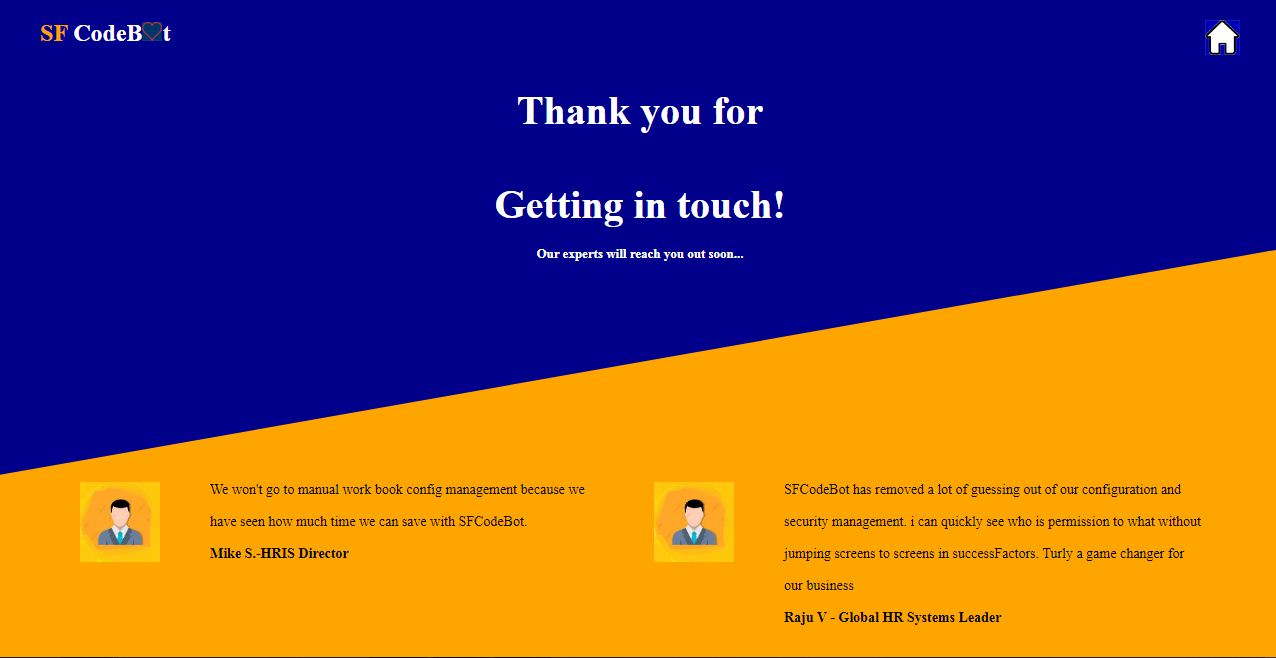 SF CodeB t
Thank you for
Getting in touch!
Our experts will reach you out soon...
We won't go to manual work book config management because we
have seen how much time we can save with SFCodeBot.
Mike S.-HRIS Director
SFCodeBot has removed a lot of guessing out of our configuration and
security management. i can quickly see who is permission to what without
jumping screens to screens in successFactors. Turly a game changer for
our business
Raju V - Global HR Systems Leader